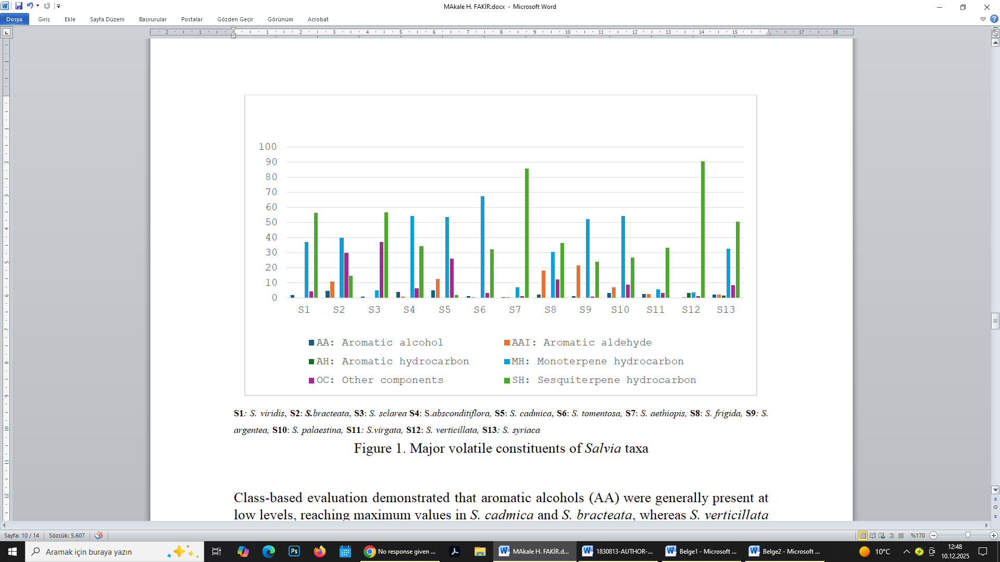 MAkale H. FAKİR.docx - Microsoft Word
Dosya Giriş Ekle Sayfa Düzeni Başvurular Postalar Gözden Geçir Görünüm Acrobat
2 1 1 2 3 4 5 6 7 8 9 10 11 12 13 14 15 17 18
100
90
80
70
60
50
40
30
20
10
0
S1 S2 S3 S4 S5 S6 S7 S8 S9 S10 S11 S12 S13
AA: Aromatic alcohol AAI: Aromatic aldehyde
AH: Aromatic hydrocarbon MH: Monoterpene hydrocarbon
OC: Other components SH: Sesquiterpene hydrocarbon
S1: S. viridis, S2: S.bracteata, S3: S. sclarea S4: S.absconditiflora, S5: S. cadmica, S6: S. tomentosa, S7: S. aethiopis, S8: S. frigida, S9: S.
argentea, S10: S. palaestina, S11: S.virgata, S12: S. verticillata, S13: S. syriaca
Figure 1. Major volatile constituents of Salvia taxa
Class-based evaluation demonstrated that aromatic alcohols (AA) were generally present at
low levels, reaching maximum values in S. cadmica and S. bracteata, whereas S. verticillata
Sayfa: 10 / 14 Sözcük: 5.607 %170
Aramak için buraya yazın No response given ... MAkale H. FAKİR.d... 1830813-AUTHOR-... Belge1 - Microsoft ... Belge2 - Microsoft ... 10°C 12:48
10.12.2025